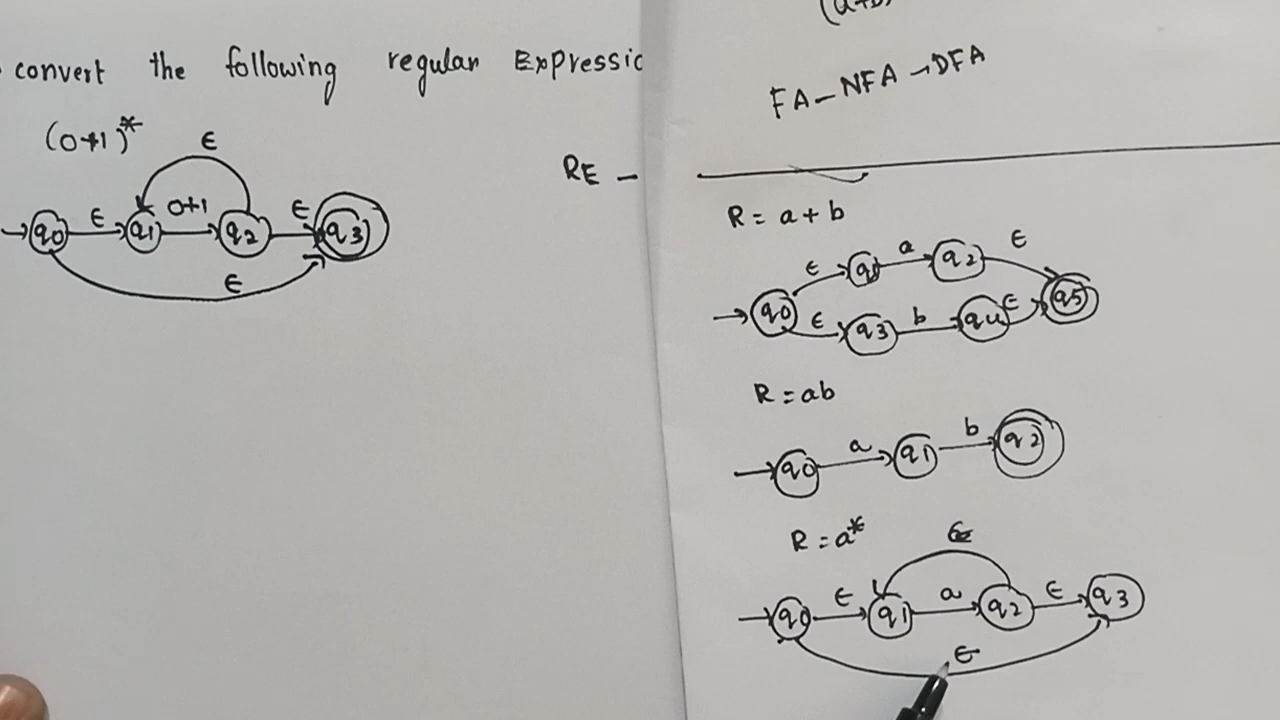 convert the following regular Expressio
(0+1)*
ϵ
q0 ϵ q1 0+1 q2 ϵ q3
ϵ
RE –
FA – NFA → DFA
R = a + b
q0 ϵ q1 a q2 ϵ
ϵ q3 b q4 ϵ q5
R = ab
q0 a q1 b q2
R = a*
ϵ
q0 ϵ q1 a q2 ϵ q3
ϵ